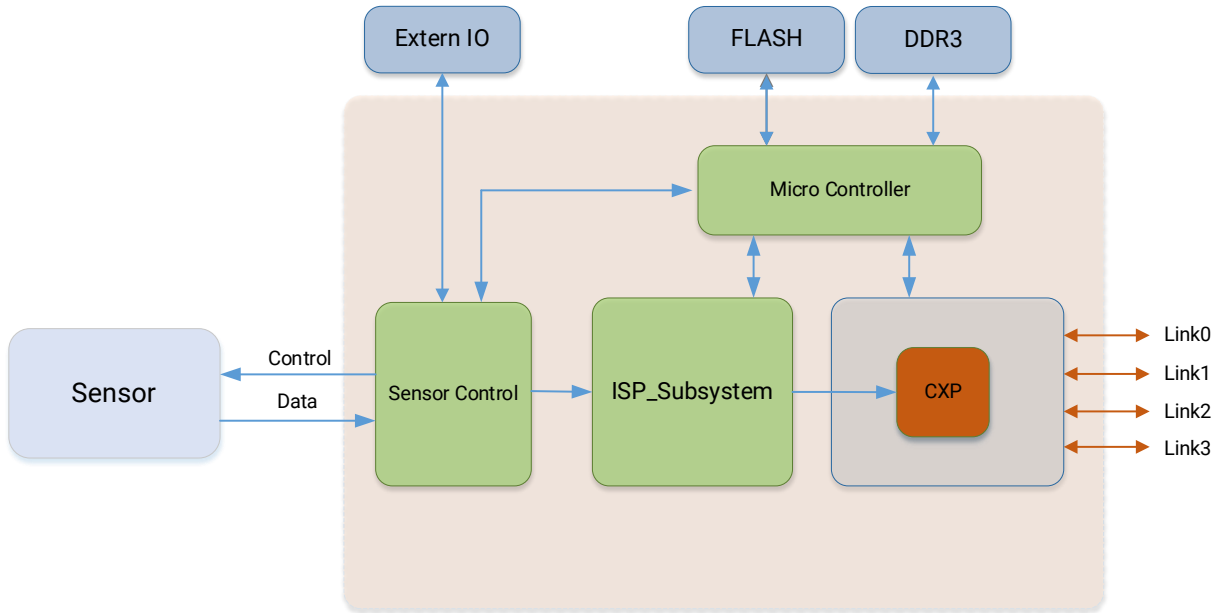 Extern IO
FLASH
DDR3
Micro Controller
Sensor
Control
Data
Sensor Control
ISP_Subsystem
CXP
Link0
Link1
Link2
Link3